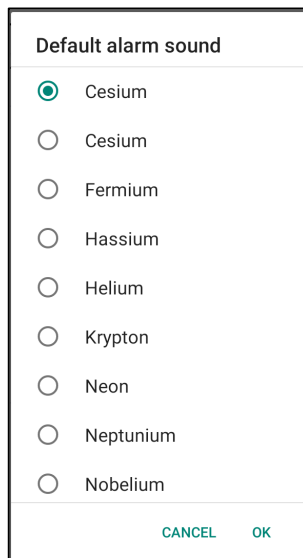 Default alarm sound
Cesium
Cesium
Fermium
Hassium
Helium
Krypton
Neon
Neptunium
Nobelium
CANCEL OK